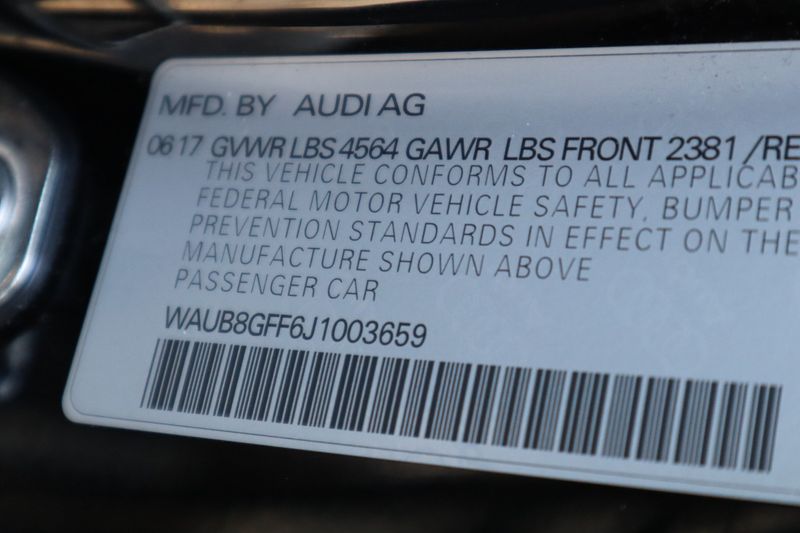 MFD. BY AUDI AG
06 17 GVWR LBS 4564 GAWR LBS FRONT 2381 /RE
THIS VEHICLE CONFORMS TO ALL APPLICAB
FEDERAL MOTOR VEHICLE SAFETY, BUMPER
PREVENTION STANDARDS IN EFFECT ON THE
MANUFACTURE SHOWN ABOVE
PASSENGER CAR
WAUB8GFF6J1003659